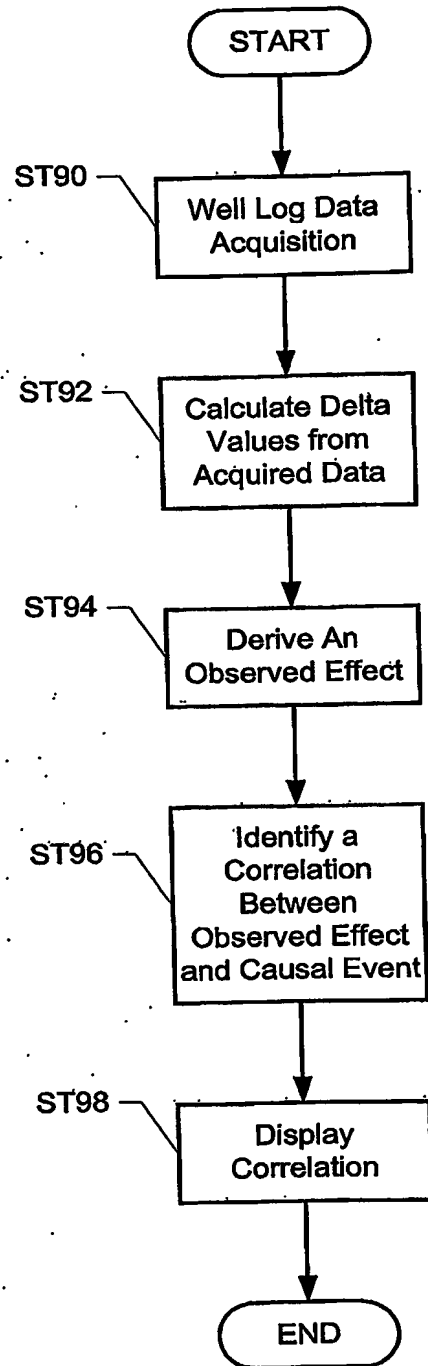 START
ST90
Well Log Data
Acquisition
ST92
Calculate Delta
Values from
Acquired Data
ST94
Derive An
Observed Effect
ST96
Identify a
Correlation
Between
Observed Effect
and Causal Event
ST98
Display
Correlation
END